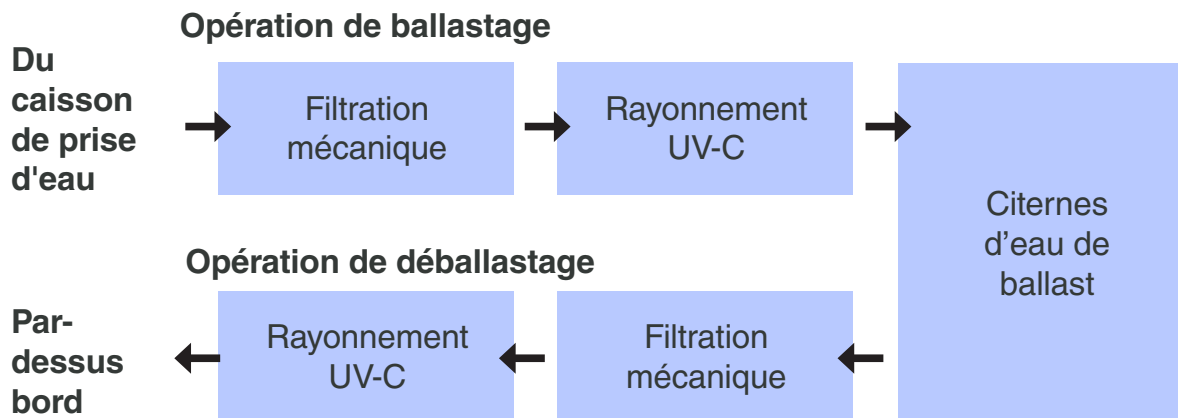 Opération de ballastage
Du
caisson
de prise
d'eau
Filtration
mécanique
Rayonnement
UV-C
Citernes
d’eau de
ballast
Opération de déballastage
Par-
dessus
bord
Rayonnement
UV-C
Filtration
mécanique